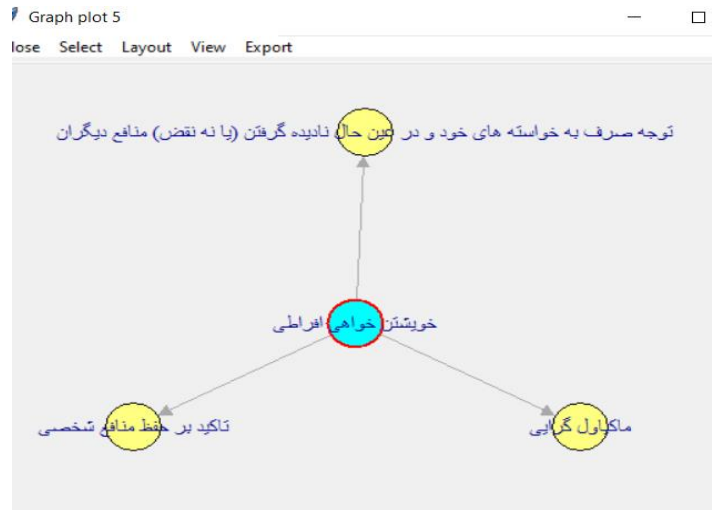 Graph plot 5
lose Select Layout View Export
توجه صرف به خواسته های خود و در عین حال نادیده گرفتن (یا نه نقض) منافع دیگران
خویشتن خواهی افراطی
تاکید بر حفظ منافع شخصی
ماکیاول گرایی